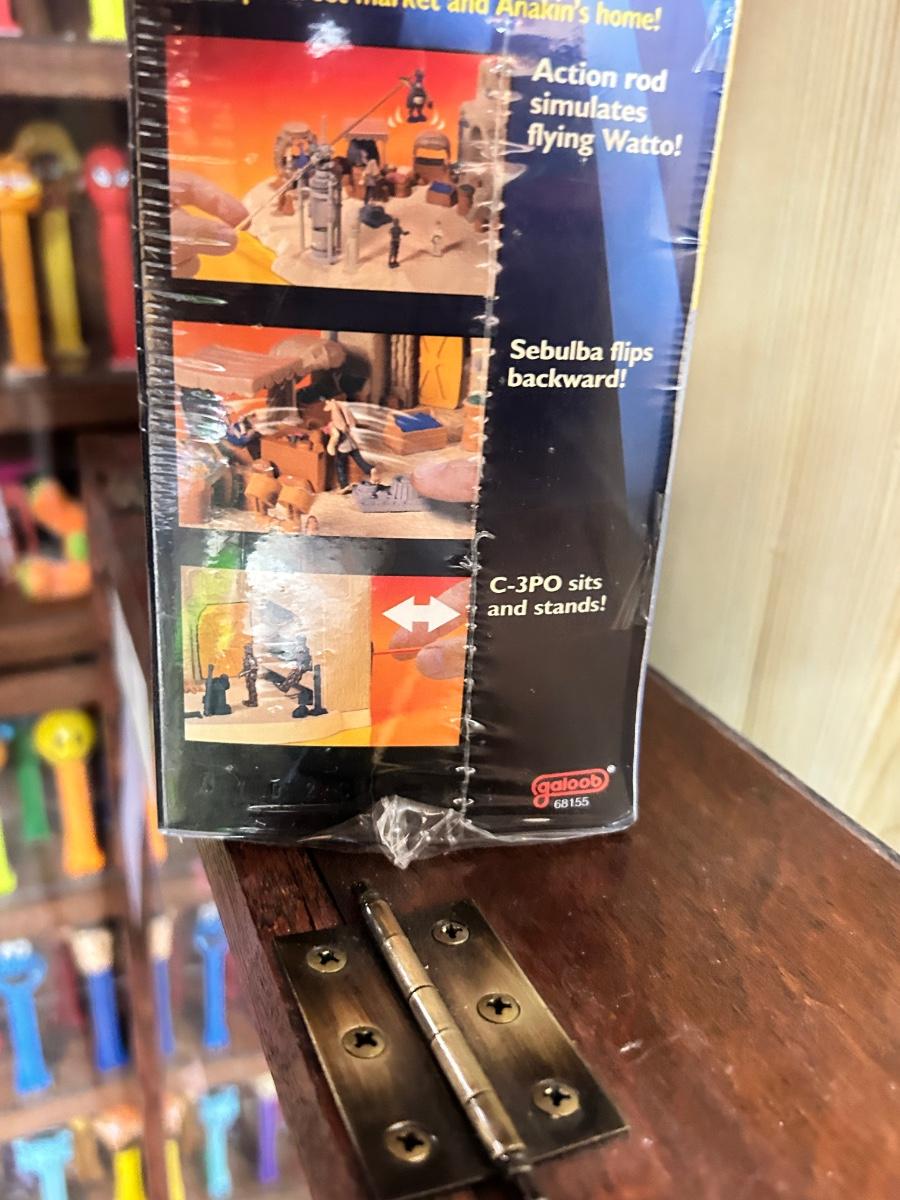 market and Anakin's home!
Action rod
simulates
flying Watto!
Sebulba flips
backward!
C-3PO sits
and stands!
galoob®
68155